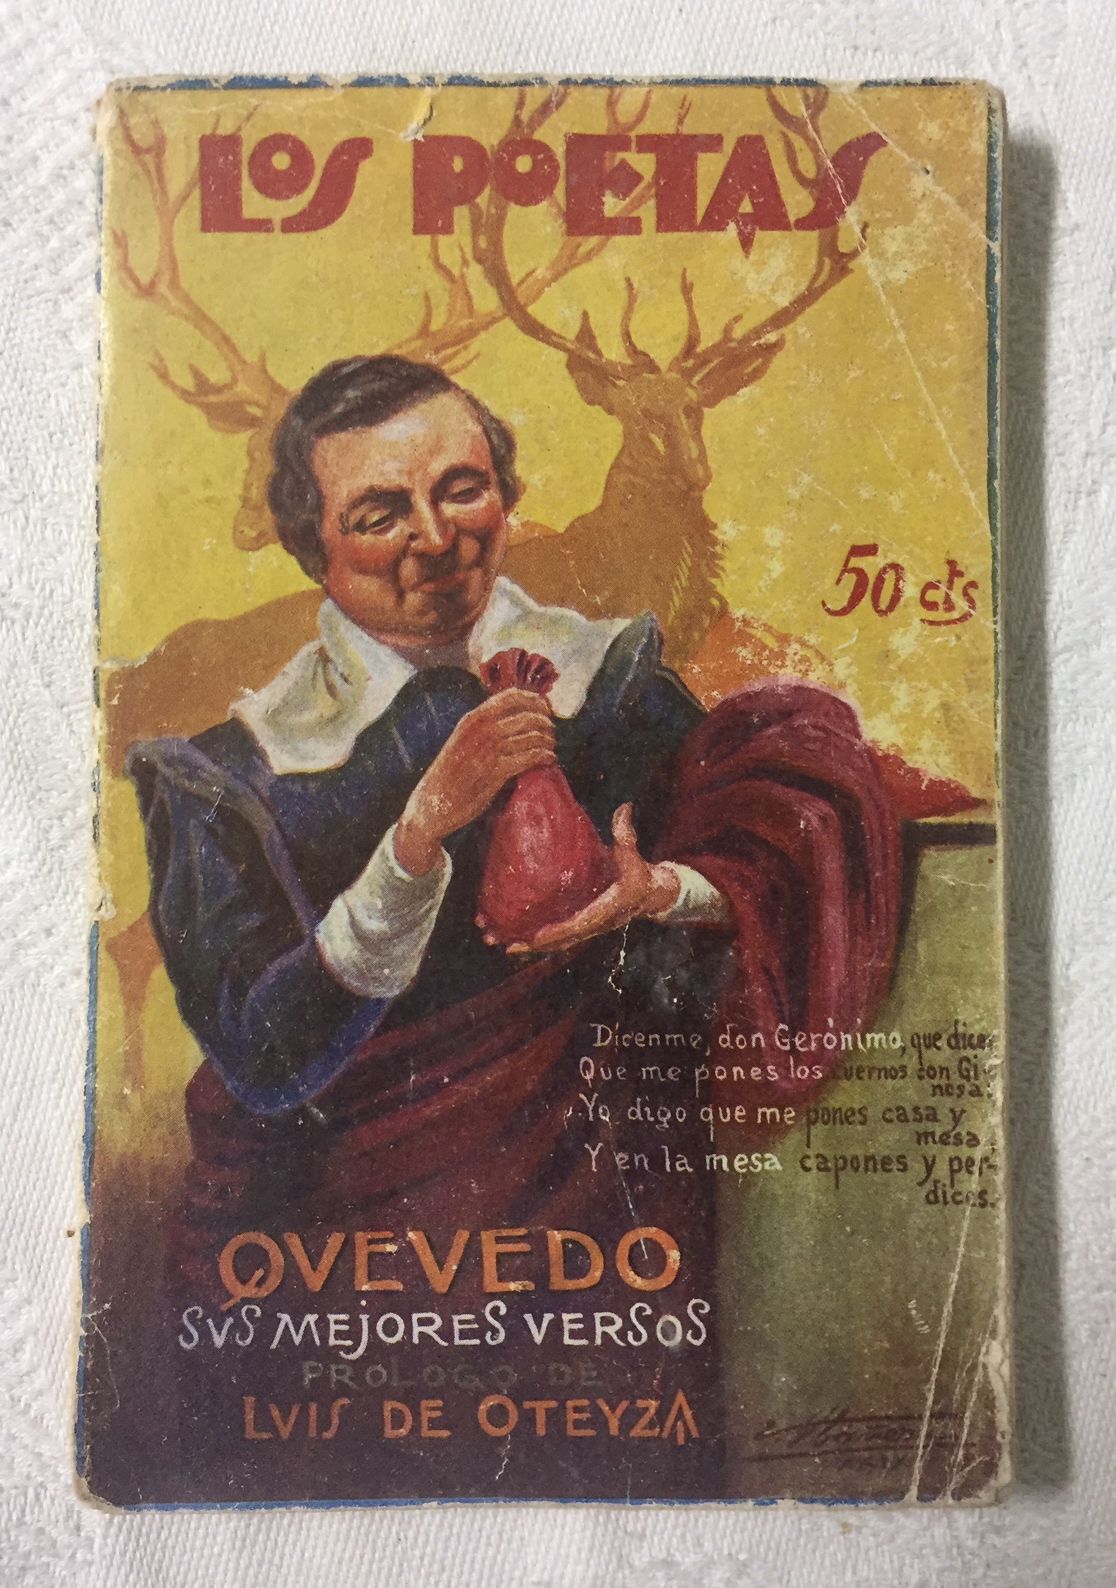 LOS POETAS
50 cts
Dícenme, don Gerónimo, que dices
Que me pones los cuernos con Gi-
nesa:
Yo digo que me pones casa y
mesa.
Y en la mesa capones y per-
dices.
QVEVEDO
SVS MEJORES VERSOS
PROLOGO DE
LVIS DE OTEYZA